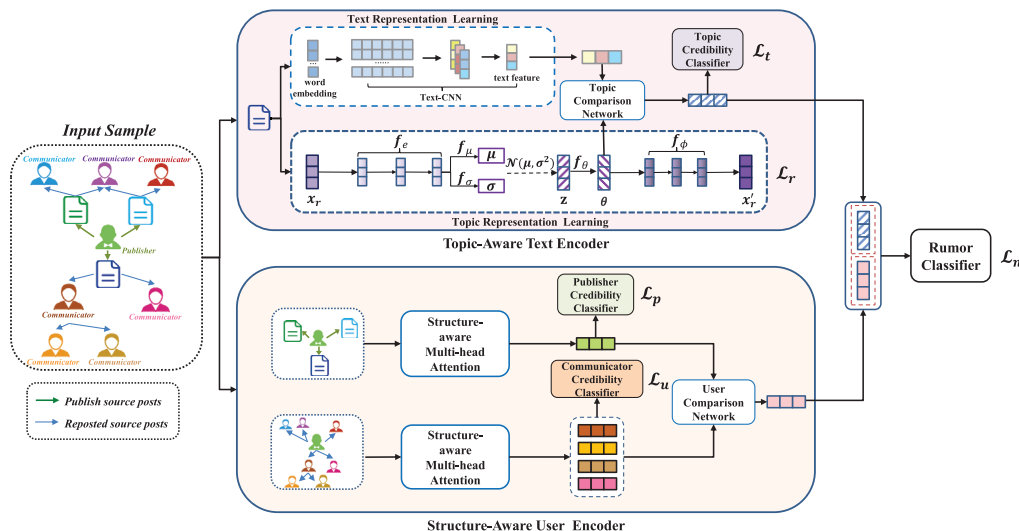 Input Sample
Communicator
Communicator
Communicator
Publisher
Communicator
Communicator
Communicator
Communicator
Publish source posts
Reposted source posts
Text Representation Learning
...
word
embedding
......
Text-CNN
text feature
Topic
Comparison
Network
Topic
Credibility
Classifier
ℒt
fe
fμ
μ
fσ
σ
𝒩(μ, σ²)
fθ
fϕ
xr
z
θ
x′r
ℒr
Topic Representation Learning
Topic-Aware Text Encoder
Structure-
aware
Multi-head
Attention
Publisher
Credibility
Classifier
ℒp
Communicator
Credibility
Classifier
ℒu
Structure-
aware
Multi-head
Attention
User
Comparison
Network
Structure-Aware User Encoder
Rumor
Classifier
ℒn